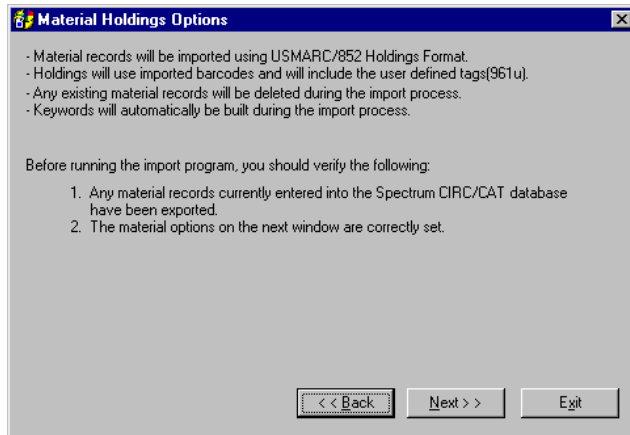 Material Holdings Options
- Material records will be imported using USMARC/852 Holdings Format.
- Holdings will use imported barcodes and will include the user defined tags(961u).
- Any existing material records will be deleted during the import process.
- Keywords will automatically be built during the import process.
Before running the import program, you should verify the following:
1. Any material records currently entered into the Spectrum CIRC/CAT database
have been exported.
2. The material options on the next window are correctly set.
<< Back
Next >>
Exit